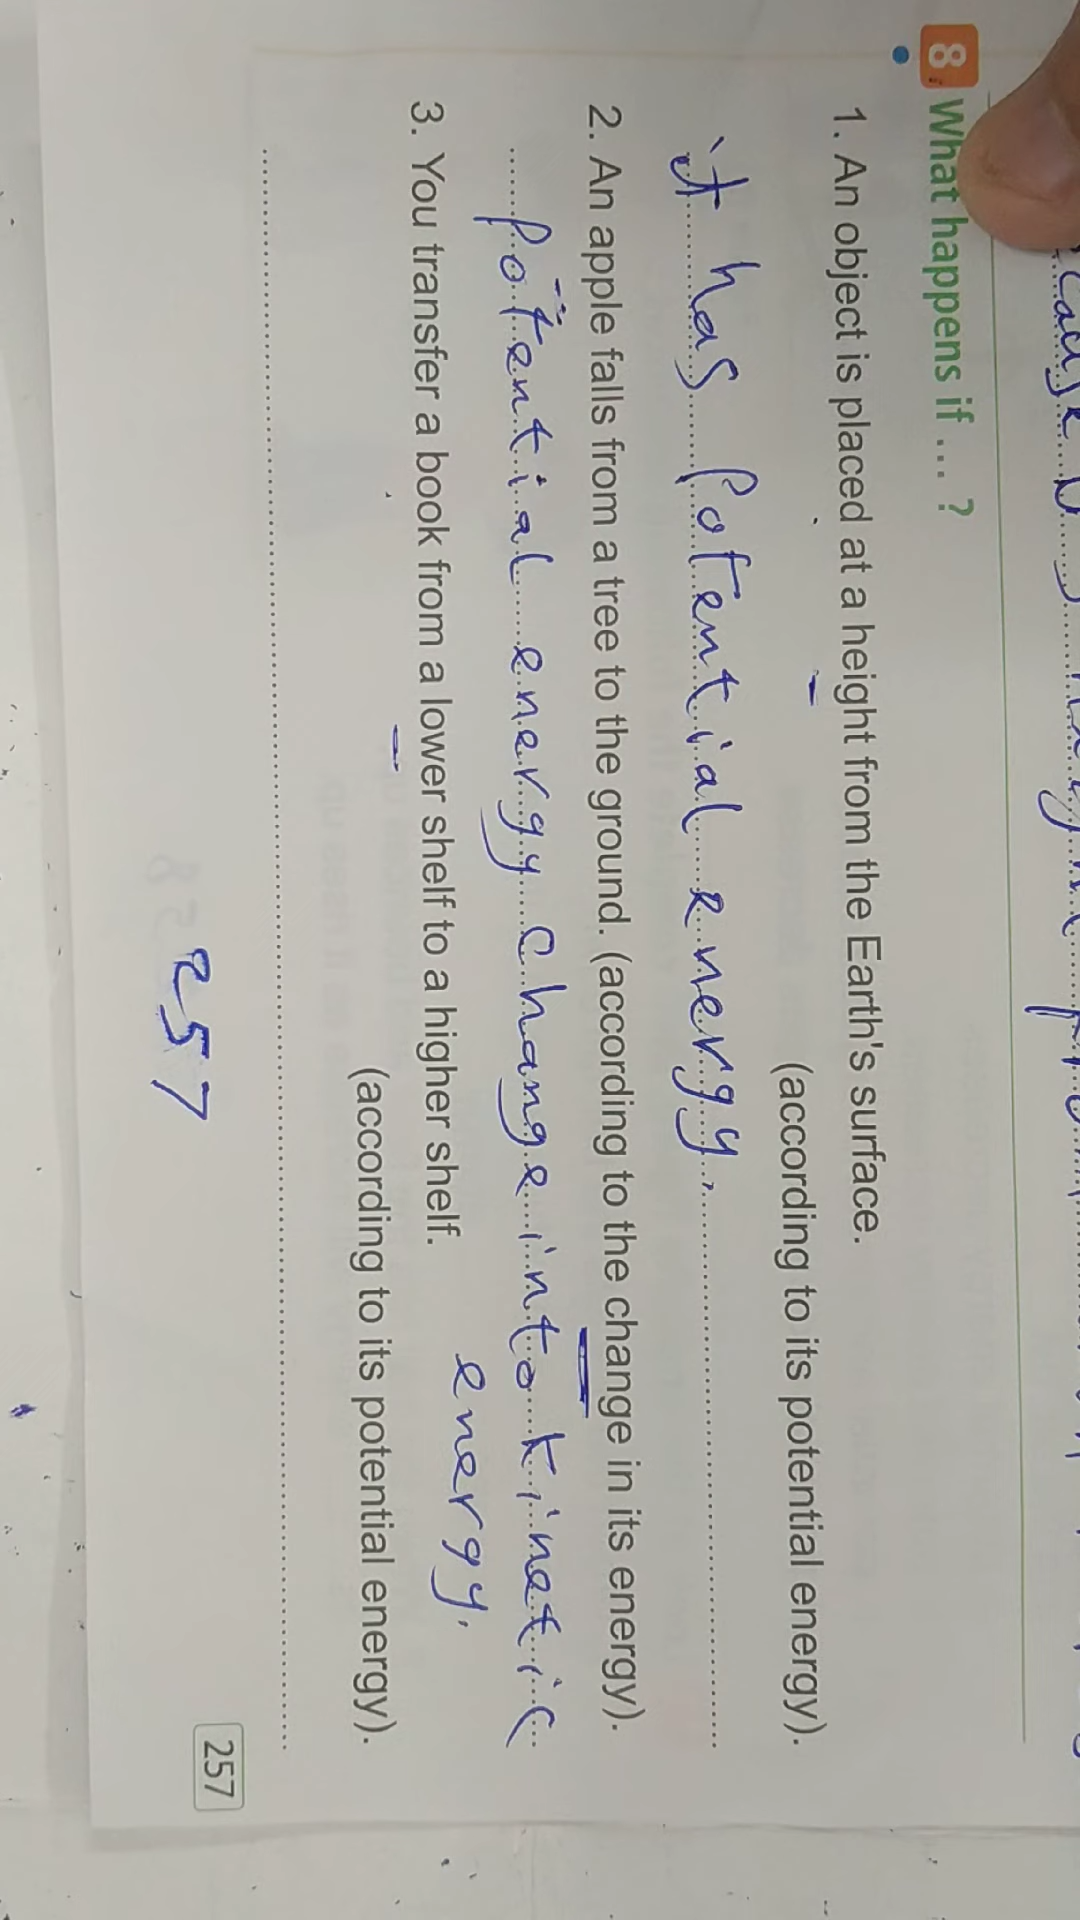 8 What happens if ... ?
1. An object is placed at a height from the Earth's surface.
(according to its potential energy).
it has potential energy.
2. An apple falls from a tree to the ground. (according to the change in its energy).
potential energy change into kinetic
energy.
3. You transfer a book from a lower shelf to a higher shelf.
(according to its potential energy).
257
257